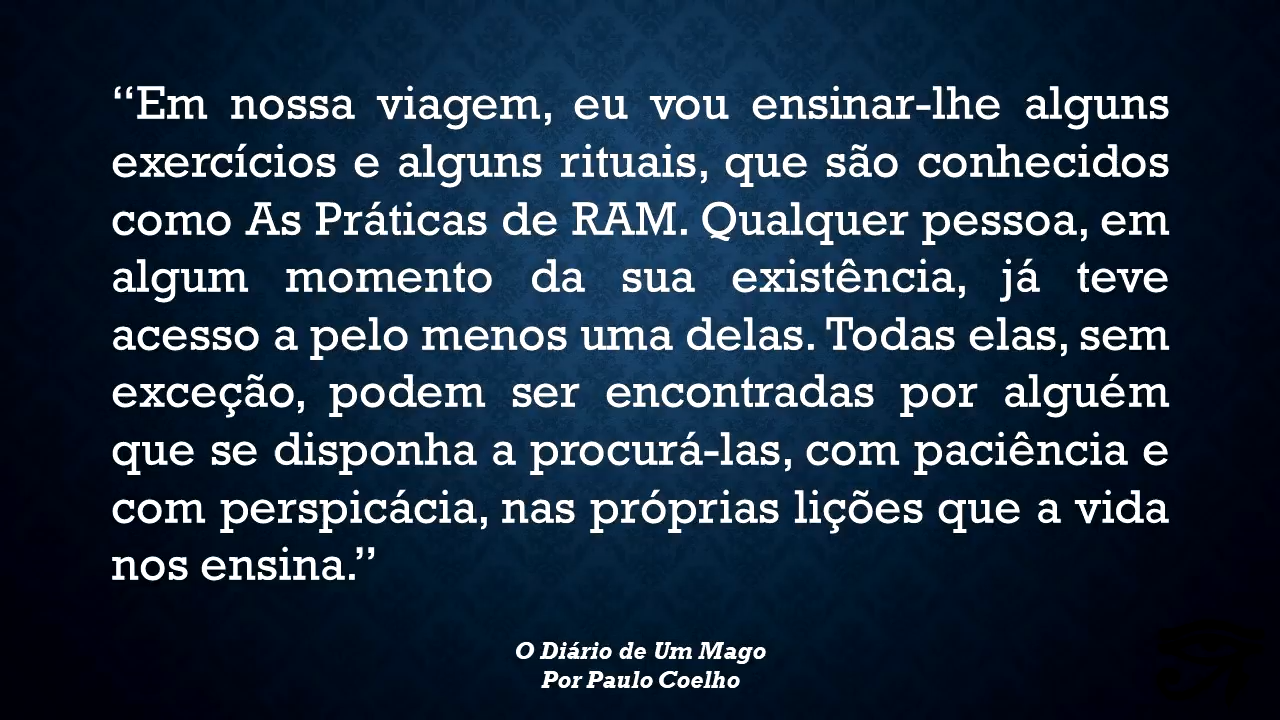 “Em nossa viagem, eu vou ensinar-lhe alguns
exercícios e alguns rituais, que são conhecidos
como As Práticas de RAM. Qualquer pessoa, em
algum momento da sua existência, já teve
acesso a pelo menos uma delas. Todas elas, sem
exceção, podem ser encontradas por alguém
que se disponha a procurá-las, com paciência e
com perspicácia, nas próprias lições que a vida
nos ensina.”
O Diário de Um Mago
Por Paulo Coelho